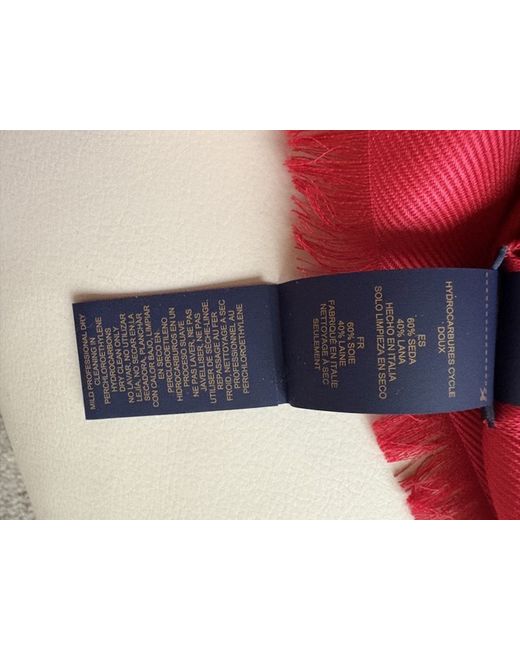 HYDROCARBURES CYCLE
DOUX
ES
60% SEDA
40% LANA
HECHO EN ITALIA
SOLO LIMPIEZA EN SECO
FR
60% SOIE
40% LAINE
FABRIQUÉ EN ITALIE
NETTOYAGE À SEC
SEULEMENT
MILD PROFESSIONAL DRY
CLEANING IN
PERCHLOROETHYLENE
HYDROCARBONS
DRY CLEAN ONLY
NO LAVAR, NO UTILIZAR
LEJÍA, NO SECAR EN LA
SECADORA, PLANCHAR
CON CALOR BAJO, LIMPIAR
EN SECO EN
PERCLOROETILENO
HIDROCARBUROS EN UN
PROCESO SUAVE
NE PAS LAVER, NE PAS
JAVELLISER, NE PAS
UTILISER DE SÈCHE-LINGE,
REPASSAGE AU FER
FROID, NETTOYAGE À SEC
PROFESSIONNEL AU
PERCHLOROÉTHYLÈNE